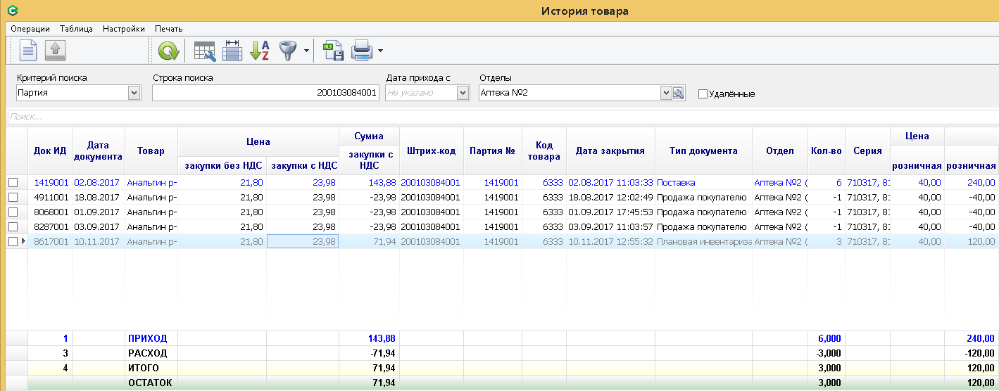 История товара
Операции Таблица Настройки Печать
Критерий поиска Строка поиска Дата прихода с Отделы
Партия 200103084001 Не указано Аптека №2 Удалённые
Поиск...
Док ИД Дата документа Товар Цена Сумма Штрих-код Партия № Код товара Дата закрытия Тип документа Отдел Кол-во Серия Цена
закупки без НДС закупки с НДС закупки с НДС розничная розничная
1419001 02.08.2017 Анальгин р- 21,80 23,98 143,88 200103084001 1419001 6333 02.08.2017 11:03:33 Поставка Аптека №2 ( 6 710317, 81 40,00 240,00
4911001 18.08.2017 Анальгин р- 21,80 23,98 -23,98 200103084001 1419001 6333 18.08.2017 12:02:49 Продажа покупателю Аптека №2 ( -1 710317, 81 40,00 -40,00
8068001 01.09.2017 Анальгин р- 21,80 23,98 -23,98 200103084001 1419001 6333 01.09.2017 17:45:53 Продажа покупателю Аптека №2 ( -1 710317, 81 40,00 -40,00
8287001 03.09.2017 Анальгин р- 21,80 23,98 -23,98 200103084001 1419001 6333 03.09.2017 11:03:57 Продажа покупателю Аптека №2 ( -1 710317, 81 40,00 -40,00
8617001 10.11.2017 Анальгин р- 21,80 23,98 71,94 200103084001 1419001 6333 10.11.2017 12:55:32 Плановая инвентариза Аптека №2 ( 3 710317, 81 40,00 120,00
1 ПРИХОД 143,88 6,000 240,00
3 РАСХОД -71,94 -3,000 -120,00
4 ИТОГО 71,94 3,000 120,00
ОСТАТОК 71,94 3,000 120,00